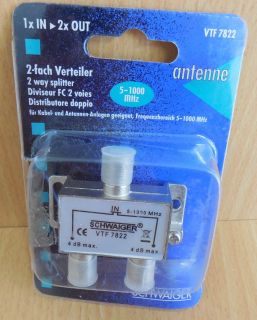 1x IN ▸ 2x OUT
VTF 7822
antenne
2-fach Verteiler
2 way splitter
Diviseur FC 2 voies
Distributore doppio
5-1000 MHz
für Kabel- und Antennen-Anlagen geeignet, Frequenzbereich 5-1000 MHz
IN
5-1000 MHz
SCHWAIGER
CE VTF 7822
4 dB max. 4 dB max.
SCHWAIGER